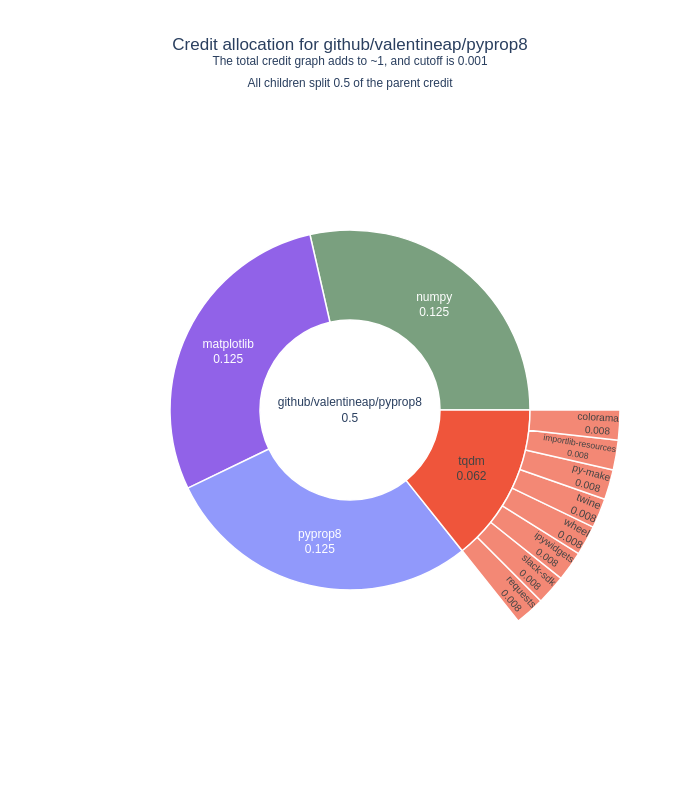 Credit allocation for github/valentineap/pyprop8
The total credit graph adds to ~1, and cutoff is 0.001
All children split 0.5 of the parent credit
numpy
0.125
matplotlib
0.125
github/valentineap/pyprop8
0.5
pyprop8
0.125
tqdm
0.062
colorama
0.008
importlib-resources
0.008
py-make
0.008
twine
0.008
wheel
0.008
ipywidgets
0.008
slack-sdk
0.008
requests
0.008